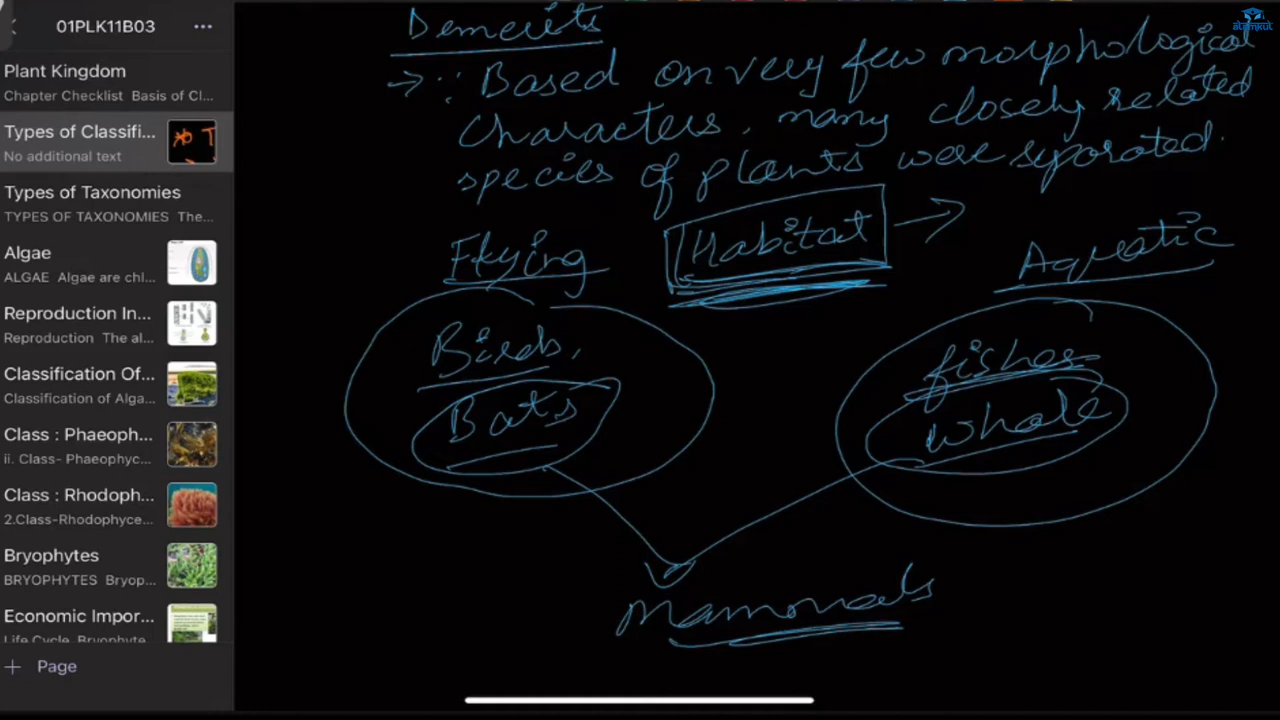 01PLK11B03
Plant Kingdom
Chapter Checklist Basis of Cl...
Types of Classifi...
No additional text
Types of Taxonomies
TYPES OF TAXONOMIES The...
Algae
ALGAE Algae are chl...
Reproduction In...
Reproduction The al...
Classification Of...
Classification of Alga...
Class : Phaeoph...
ii. Class- Phaeophyc...
Class : Rhodoph...
2.Class-Rhodophyce...
Bryophytes
BRYOPHYTES Bryop...
Economic Impor...
Life Cycle, Bryophyte
+ Page
Demerits
→ ∵ Based on very few morphological
characters, many closely related
species of plants were separated.
Habitat →
Flying
Aquatic
Birds,
Bats
fishes
whale
Mammals